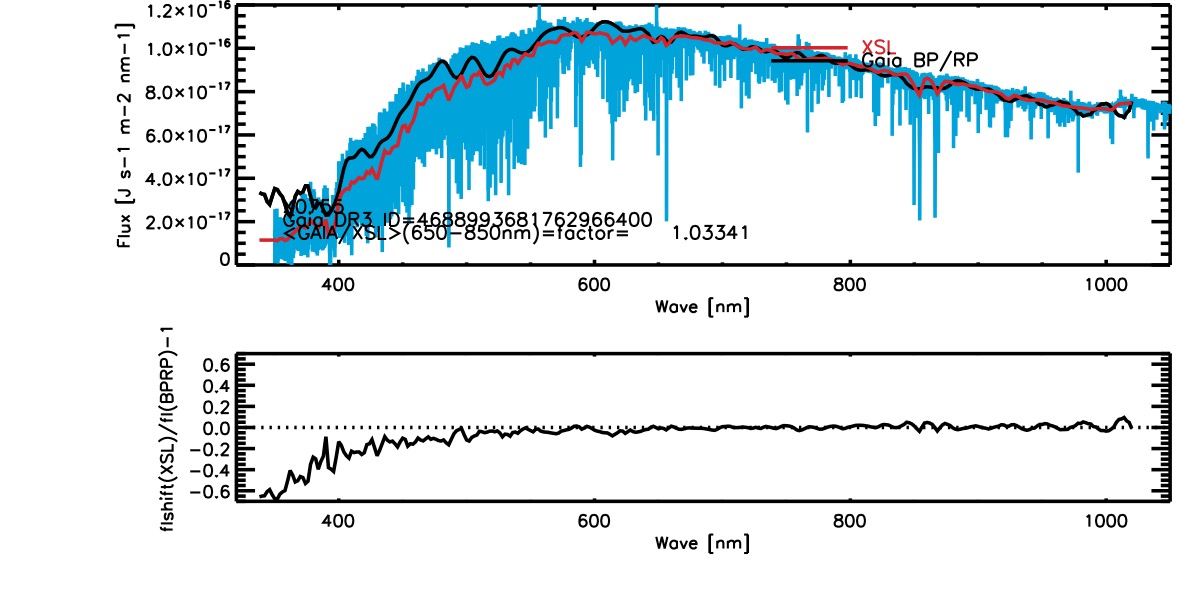 1.2×10−16
1.0×10−16
8.0×10−17
6.0×10−17
4.0×10−17
2.0×10−17
0
Flux [J s−1 m−2 nm−1]
XSL
Gaia BP/RP
Gaia DR3 ID=4688993681762966400
<GAIA/XSL>(650−850nm)=factor= 1.03341
400 600 800 1000
Wave [nm]
0.6
0.4
0.2
0.0
−0.2
−0.4
−0.6
flshift(XSL)/fl(BPRP)−1
400 600 800 1000
Wave [nm]